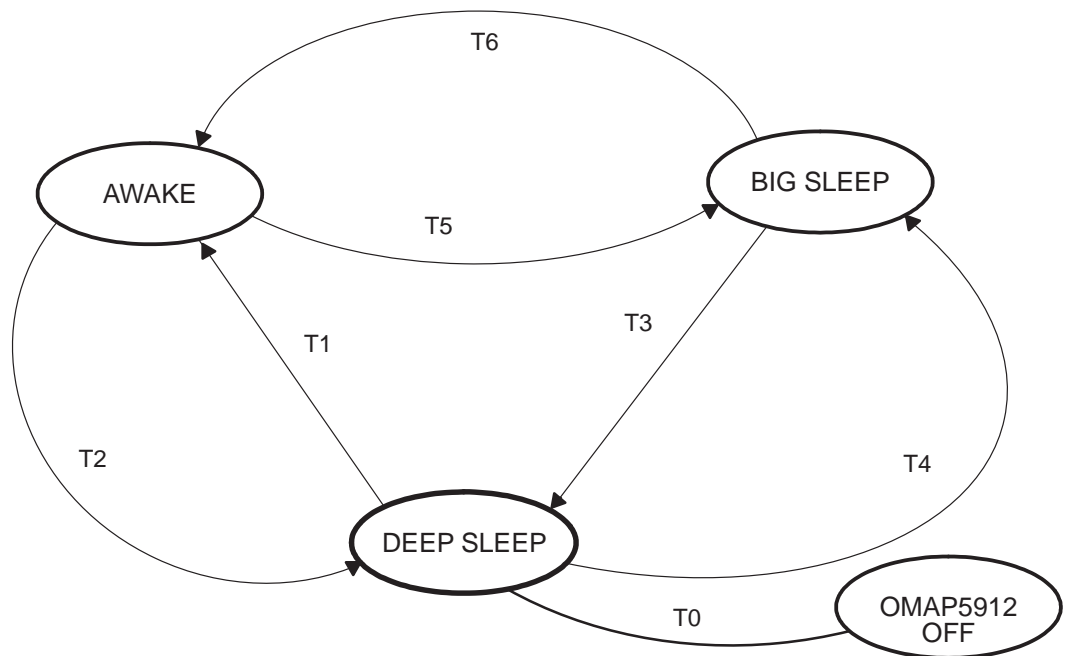 T6
AWAKE
BIG SLEEP
T5
T1
T3
T2
T4
DEEP SLEEP
T0
OMAP5912
OFF